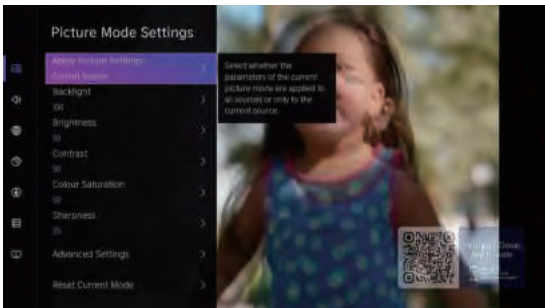 Picture Mode Settings
Apply Picture Settings
Current Source
Select whether the
parameters of the current
picture mode are applied to
all sources or only to the
current source.
Backlight
100
Brightness
50
Contrast
50
Colour Saturation
50
Sharpness
Advanced Settings
Reset Current Mode